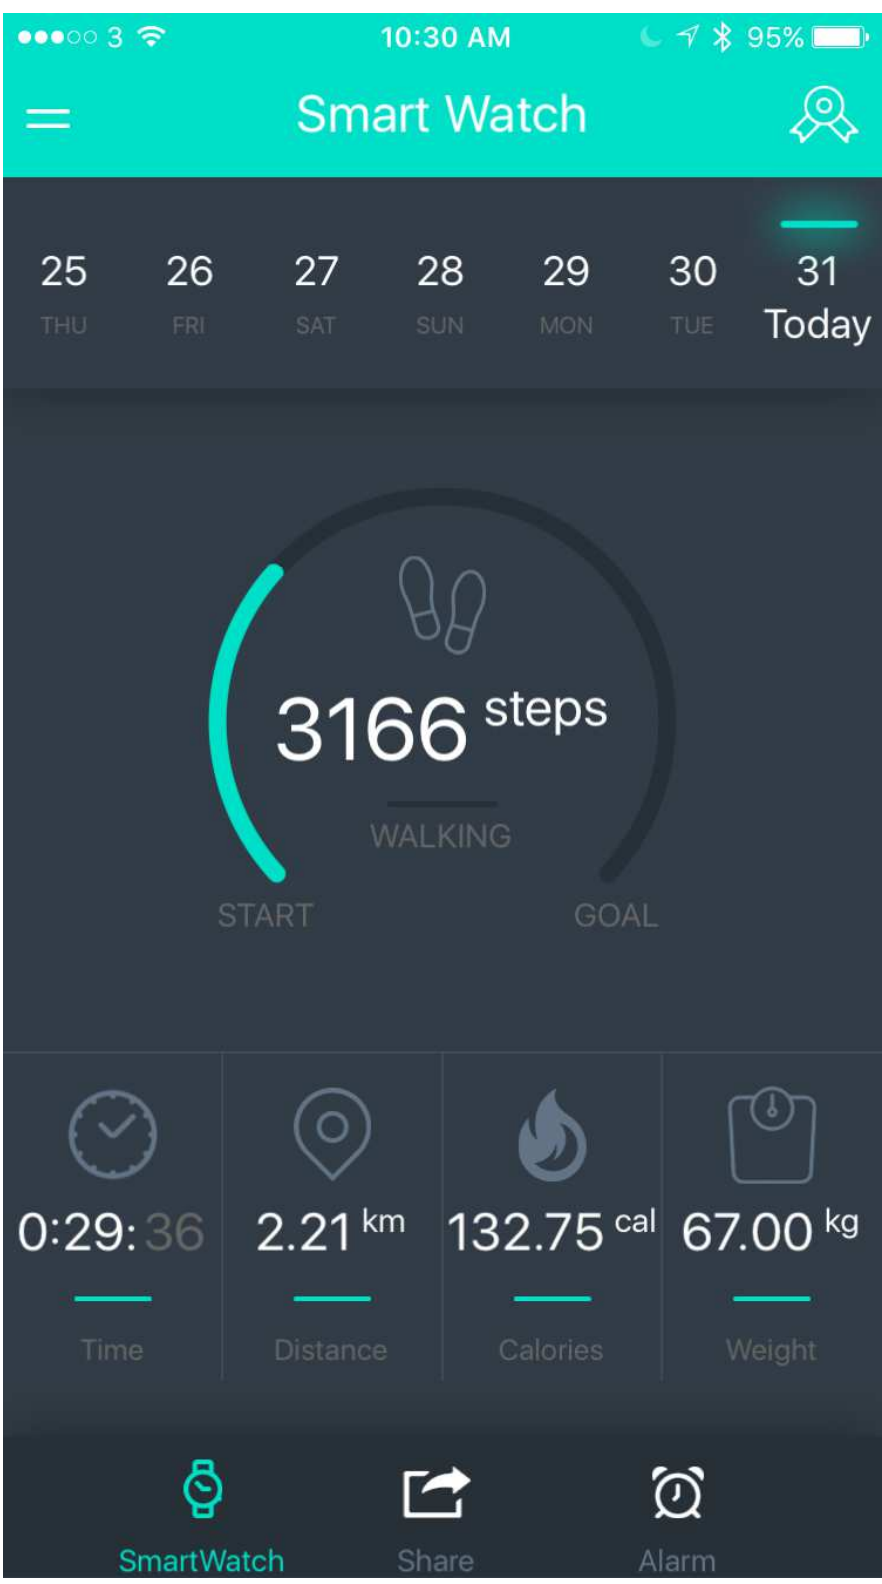 3 10:30 AM 95%
Smart Watch
25 26 27 28 29 30 31
THU FRI SAT SUN MON TUE Today
3166 steps
WALKING
START GOAL
0:29:36 2.21 km 132.75 cal 67.00 kg
Time Distance Calories Weight
SmartWatch Share Alarm